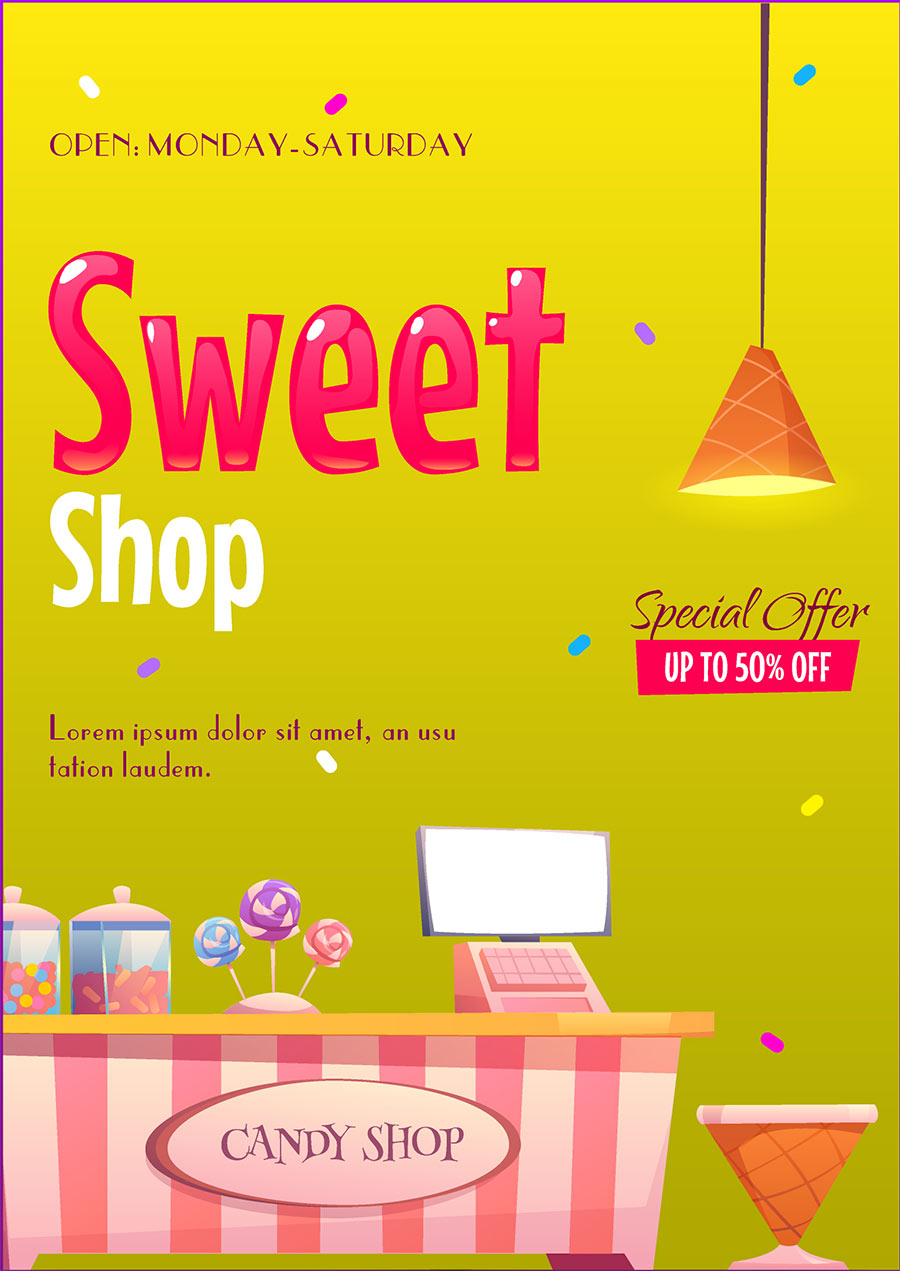 OPEN: MONDAY-SATURDAY
Sweet
Shop
Special Offer
UP TO 50% OFF
Lorem ipsum dolor sit amet, an usu
tation laudem.
CANDY SHOP